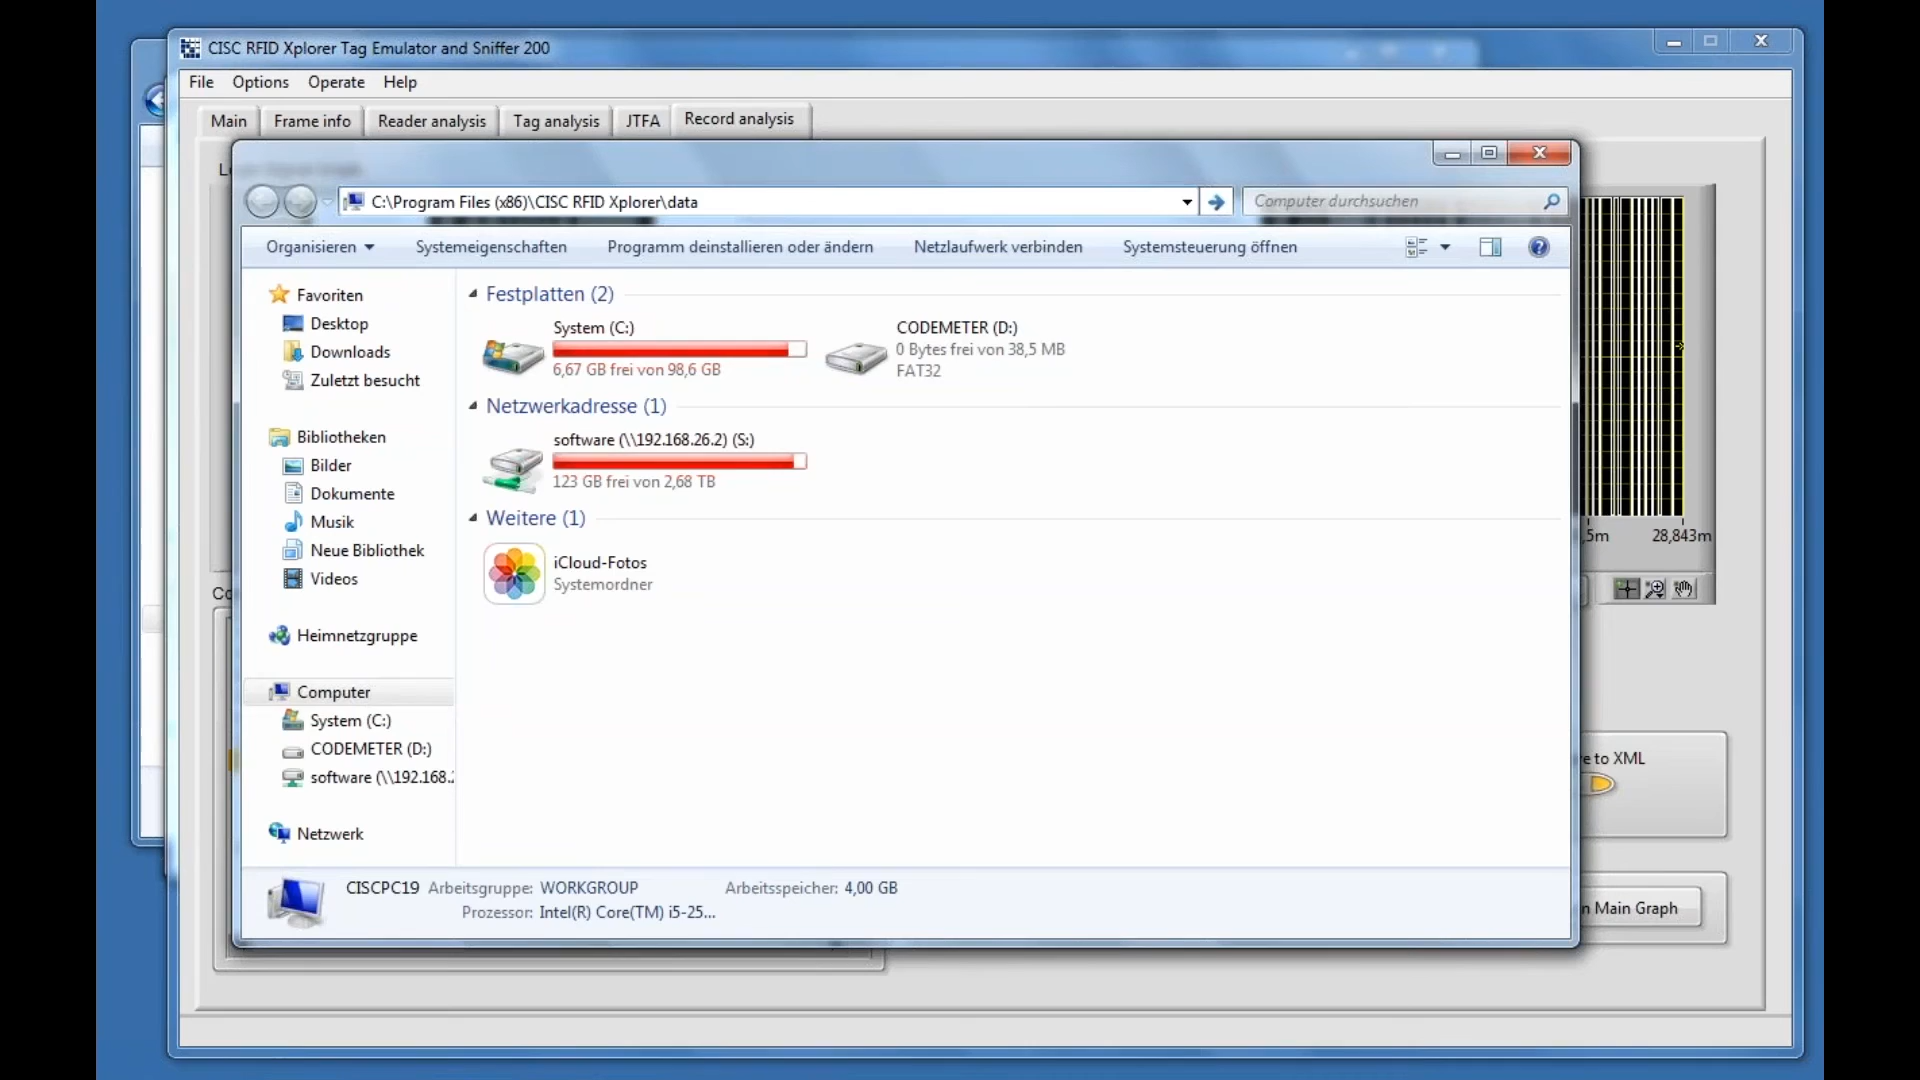 CISC RFID Xplorer Tag Emulator and Sniffer 200
File Options Operate Help
Main Frame info Reader analysis Tag analysis JTFA Record analysis
C:\Program Files (x86)\CISC RFID Xplorer\data
Computer durchsuchen
Organisieren Systemeigenschaften Programm deinstallieren oder ändern Netzlaufwerk verbinden Systemsteuerung öffnen
Favoriten
Desktop
Downloads
Zuletzt besucht
Bibliotheken
Bilder
Dokumente
Musik
Neue Bibliothek
Videos
Heimnetzgruppe
Computer
System (C:)
CODEMETER (D:)
software (\\192.168.2
Netzwerk
Festplatten (2)
System (C:)
6,67 GB frei von 98,6 GB
CODEMETER (D:)
0 Bytes frei von 38,5 MB
FAT32
Netzwerkadresse (1)
software (\\192.168.26.2) (S:)
123 GB frei von 2,68 TB
Weitere (1)
iCloud-Fotos
Systemordner
,5m 28,843m
Co
e to XML
n Main Graph
CISCPC19 Arbeitsgruppe: WORKGROUP Arbeitsspeicher: 4,00 GB
Prozessor: Intel(R) Core(TM) i5-25...